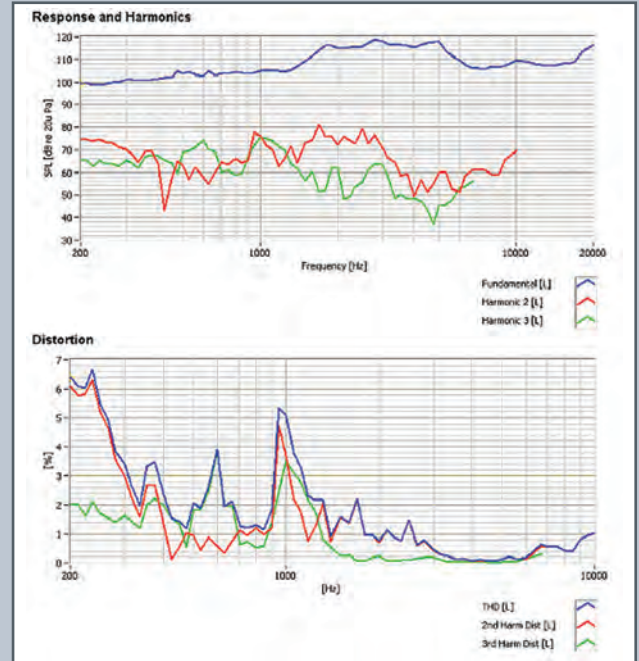 Response and Harmonics
120
110
100
90
80
70
60
50
40
30
SPL [dB re 20u Pa]
200
1000
10000
20000
Frequency [Hz]
Fundamental [L]
Harmonic 2 [L]
Harmonic 3 [L]
Distortion
7
6
5
4
3
2
1
0
[%]
200
1000
10000
[Hz]
THD [L]
2nd Harm Dist [L]
3rd Harm Dist [L]